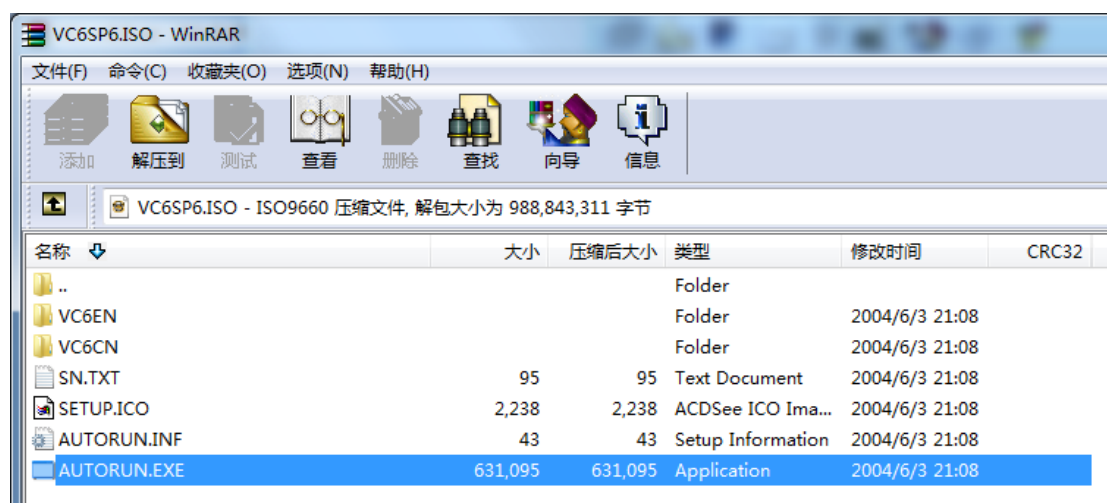 VC6SP6.ISO - WinRAR
文件(F) 命令(C) 收藏夹(O) 选项(N) 帮助(H)
添加 解压到 测试 查看 删除 查找 向导 信息
VC6SP6.ISO - ISO9660 压缩文件, 解包大小为 988,843,311 字节
名称 大小 压缩后大小 类型 修改时间 CRC32
.. Folder
VC6EN Folder 2004/6/3 21:08
VC6CN Folder 2004/6/3 21:08
SN.TXT 95 95 Text Document 2004/6/3 21:08
SETUP.ICO 2,238 2,238 ACDSee ICO Ima... 2004/6/3 21:08
AUTORUN.INF 43 43 Setup Information 2004/6/3 21:08
AUTORUN.EXE 631,095 631,095 Application 2004/6/3 21:08